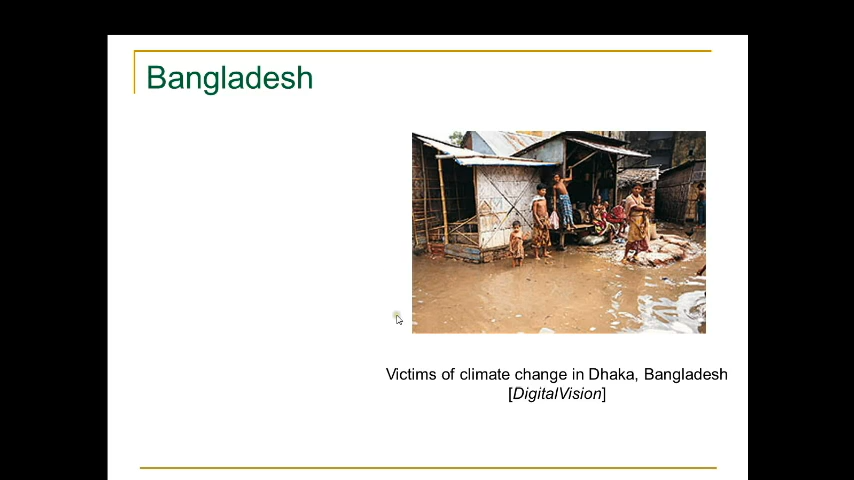 Bangladesh
Victims of climate change in Dhaka, Bangladesh
[DigitalVision]